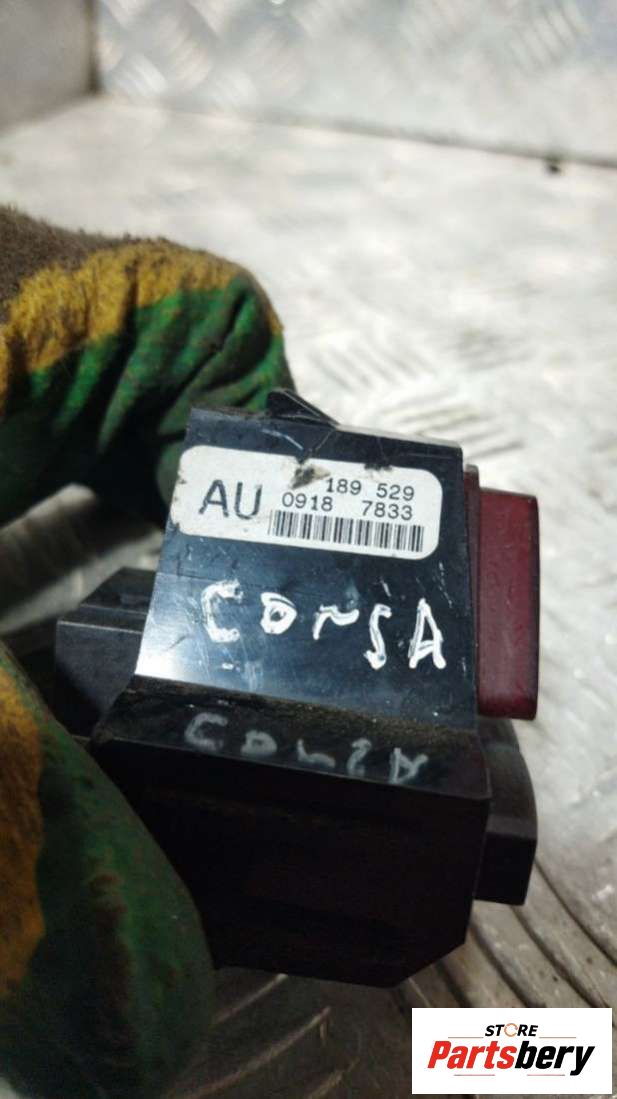 189 529
AU 0918 7833
CORSA
STORE
Partsbery